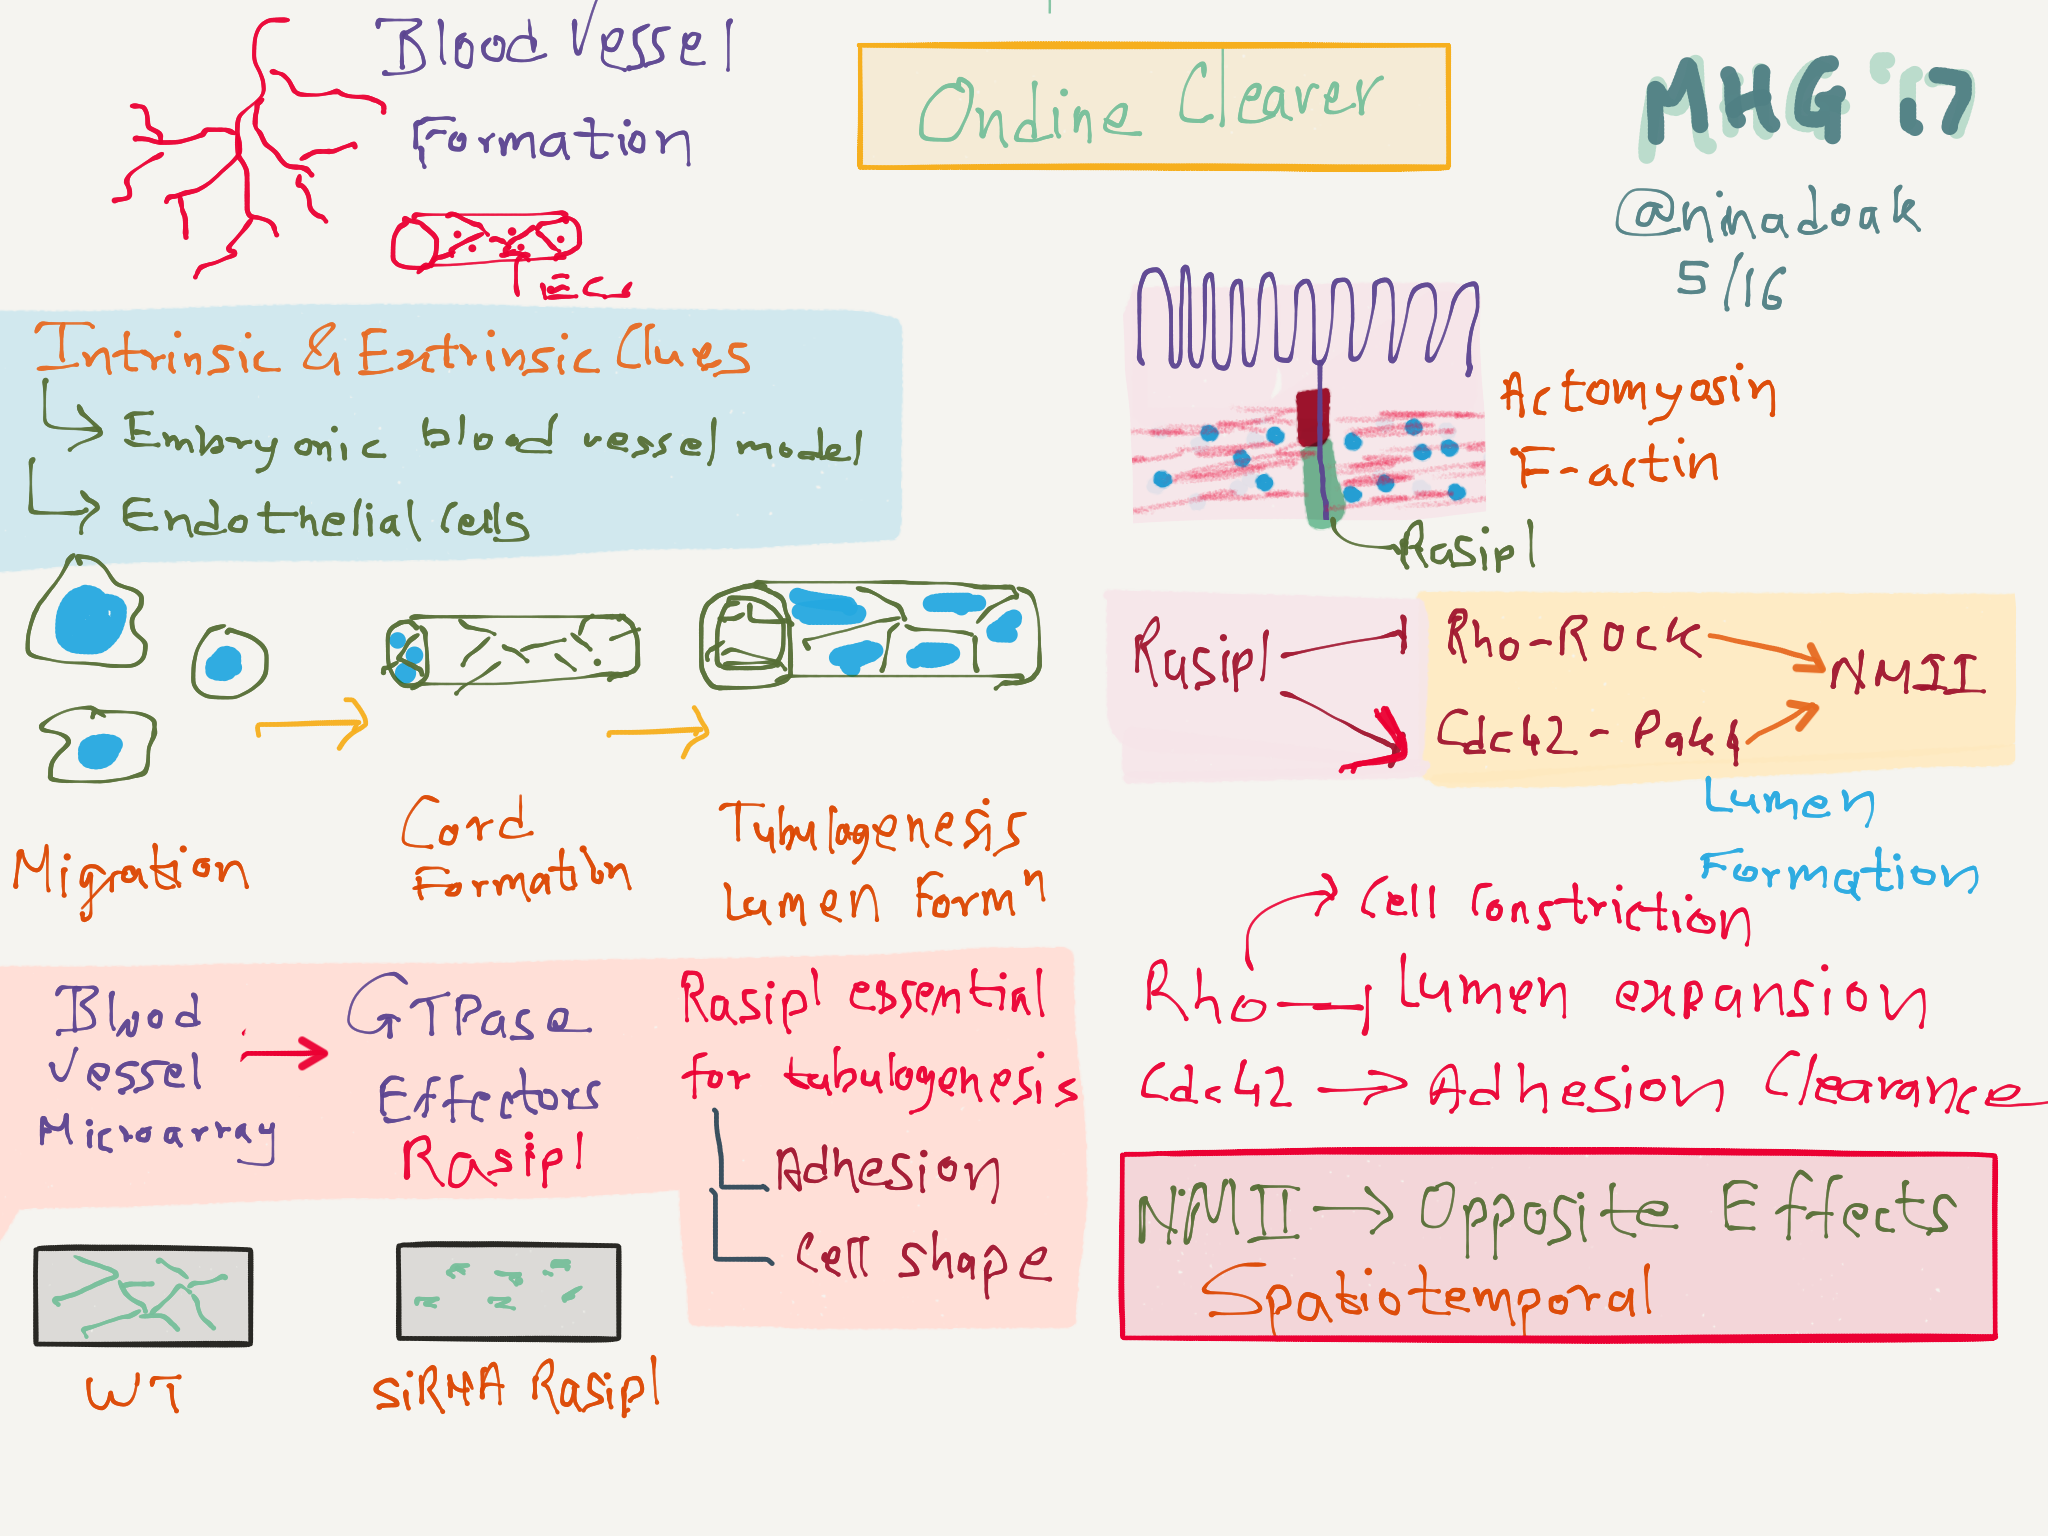 Blood Vessel
Formation
ECs
Ondine Cleaver
MHG '17
@ninadoak
5/16
Intrinsic & Extrinsic Clues
Embryonic blood vessel model
Endothelial Cells
Migration
Cord
Formation
Tubulogenesis
Lumen Formⁿ
Blood
Vessel
Microarray
GTPase
Effectors
Rasip1
Rasip1 essential
for tubulogenesis
Adhesion
Cell shape
WT
siRNA Rasip1
Actomyosin
F-actin
Rasip1
Rasip1
Rho-ROCK
Cdc42 - Pak4
NMII
Lumen
Formation
Cell Constriction
Rho
Lumen expansion
Cdc42 → Adhesion Clearance
NMII → Opposite Effects
Spatiotemporal